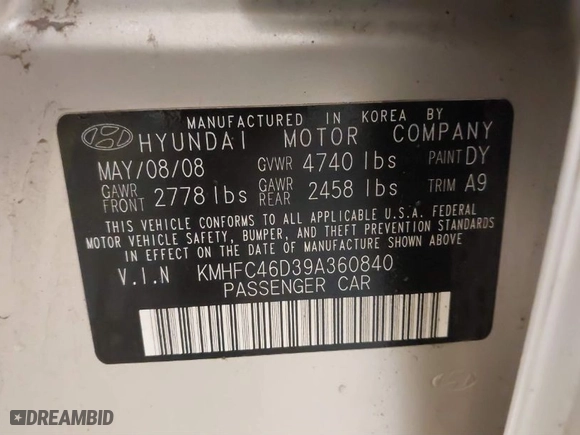 MANUFACTURED IN KOREA BY
HYUNDAI MOTOR COMPANY
MAY/08/08 GVWR 4740 lbs PAINT DY
GAWR FRONT 2778 lbs GAWR REAR 2458 lbs TRIM A9
THIS VEHICLE CONFORMS TO ALL APPLICABLE U.S.A. FEDERAL
MOTOR VEHICLE SAFETY, BUMPER, AND THEFT PREVENTION STANDARDS
IN EFFECT ON THE DATE OF MANUFACTURE SHOWN ABOVE
V.I.N KMHFC46D39A360840
PASSENGER CAR
DREAMBID